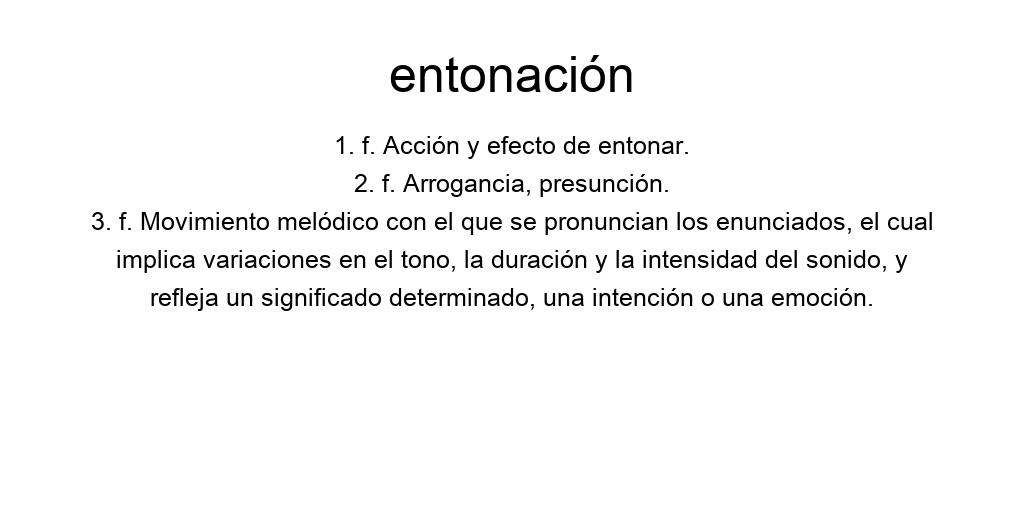 entonación
1. f. Acción y efecto de entonar.
2. f. Arrogancia, presunción.
3. f. Movimiento melódico con el que se pronuncian los enunciados, el cual
implica variaciones en el tono, la duración y la intensidad del sonido, y
refleja un significado determinado, una intención o una emoción.